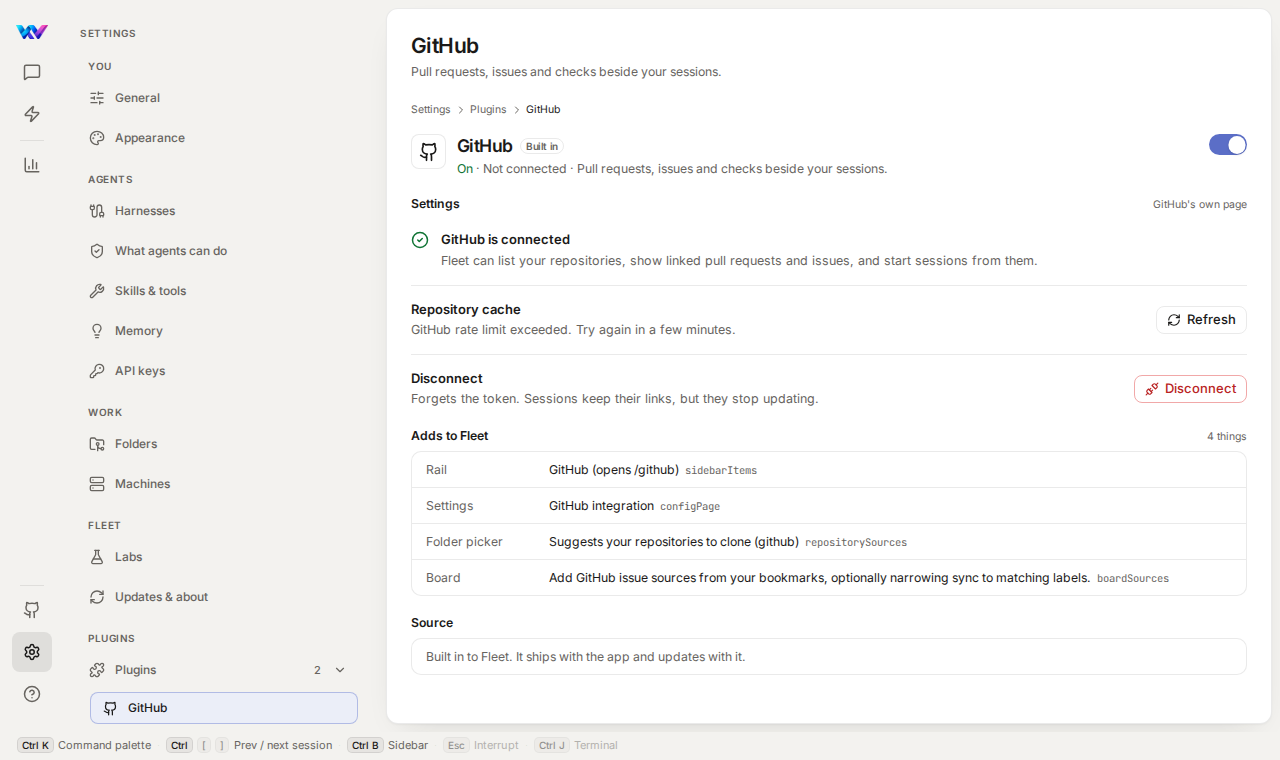 SETTINGS
YOU
General
Appearance
AGENTS
Harnesses
What agents can do
Skills & tools
Memory
API keys
WORK
Folders
Machines
FLEET
Labs
Updates & about
PLUGINS
Plugins 2
GitHub
GitHub
Pull requests, issues and checks beside your sessions.
Settings > Plugins > GitHub
GitHub Built in
On · Not connected · Pull requests, issues and checks beside your sessions.
Settings GitHub's own page
GitHub is connected
Fleet can list your repositories, show linked pull requests and issues, and start sessions from them.
Repository cache
GitHub rate limit exceeded. Try again in a few minutes.
Refresh
Disconnect
Forgets the token. Sessions keep their links, but they stop updating.
Disconnect
Adds to Fleet 4 things
Rail GitHub (opens /github) sidebarItems
Settings GitHub integration configPage
Folder picker Suggests your repositories to clone (github) repositorySources
Board Add GitHub issue sources from your bookmarks, optionally narrowing sync to matching labels. boardSources
Source
Built in to Fleet. It ships with the app and updates with it.
Ctrl K Command palette Ctrl [ ] Prev / next session Ctrl B Sidebar Esc Interrupt Ctrl J Terminal